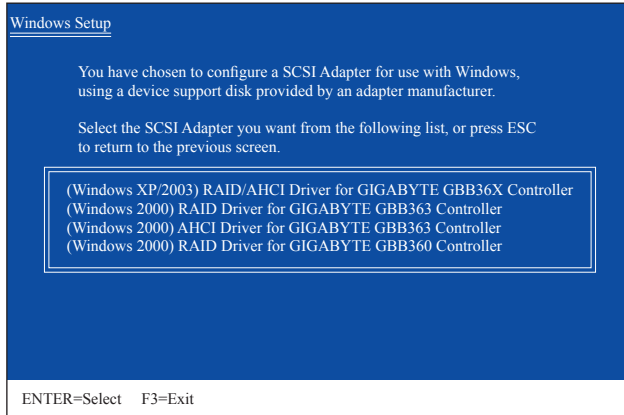 Windows Setup
You have chosen to configure a SCSI Adapter for use with Windows,
using a device support disk provided by an adapter manufacturer.
Select the SCSI Adapter you want from the following list, or press ESC
to return to the previous screen.
(Windows XP/2003) RAID/AHCI Driver for GIGABYTE GBB36X Controller
(Windows 2000) RAID Driver for GIGABYTE GBB363 Controller
(Windows 2000) AHCI Driver for GIGABYTE GBB363 Controller
(Windows 2000) RAID Driver for GIGABYTE GBB360 Controller
ENTER=Select F3=Exit